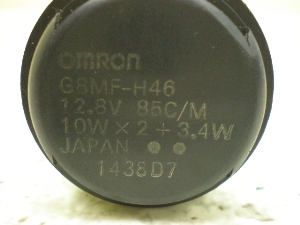 omron
G8MF-H46
12.8V 85C/M
10W×2+3.4W
JAPAN
1438D7